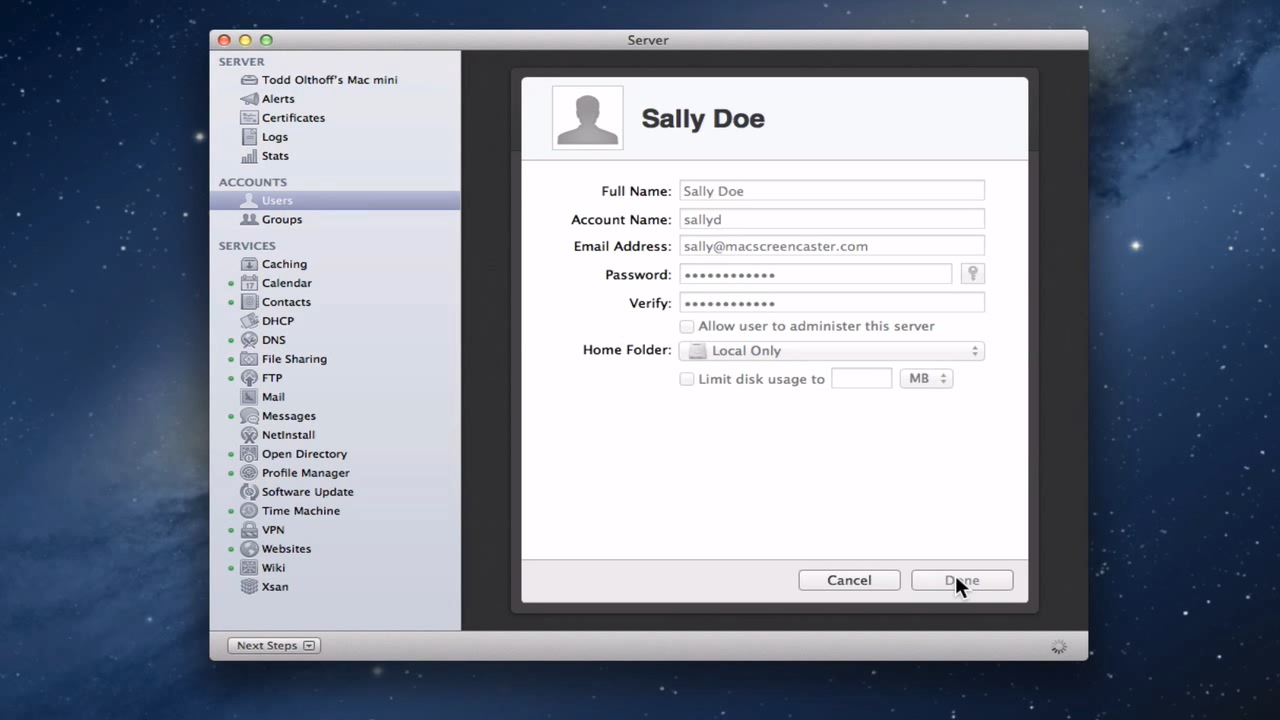 Server
SERVER
Todd Olthoff's Mac mini
Alerts
Certificates
Logs
Stats
ACCOUNTS
Users
Groups
SERVICES
Caching
17 Calendar
Contacts
DHCP
DNS
File Sharing
FTP
Mail
Messages
NetInstall
Open Directory
Profile Manager
Software Update
Time Machine
VPN
Websites
Wiki
Xsan
Next Steps
Sally Doe
Full Name: Sally Doe
Account Name: sallyd
Email Address: sally@macscreencaster.com
Password: ••••••••••••
Verify: ••••••••••••
Allow user to administer this server
Home Folder: Local Only
Limit disk usage to MB
Cancel Done